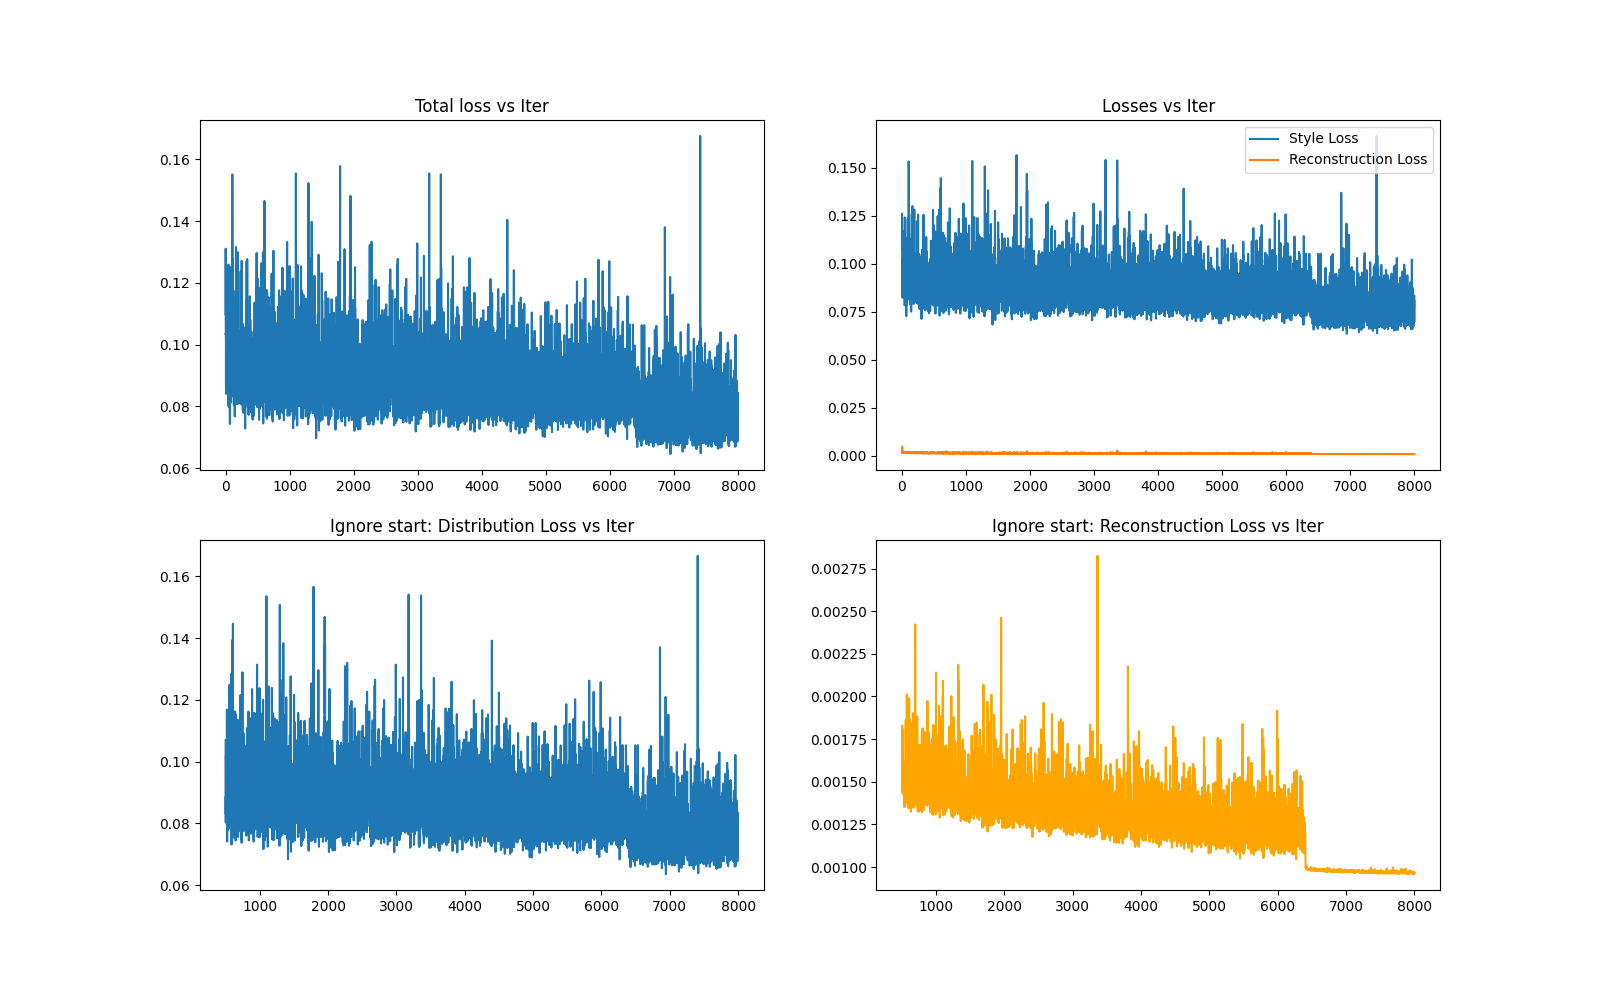 Total loss vs Iter
0.16
0.14
0.12
0.10
0.08
0.06
0 1000 2000 3000 4000 5000 6000 7000 8000
Losses vs Iter
Style Loss
Reconstruction Loss
0.150
0.125
0.100
0.075
0.050
0.025
0.000
0 1000 2000 3000 4000 5000 6000 7000 8000
Ignore start: Distribution Loss vs Iter
0.16
0.14
0.12
0.10
0.08
0.06
1000 2000 3000 4000 5000 6000 7000 8000
Ignore start: Reconstruction Loss vs Iter
0.00275
0.00250
0.00225
0.00200
0.00175
0.00150
0.00125
0.00100
1000 2000 3000 4000 5000 6000 7000 8000